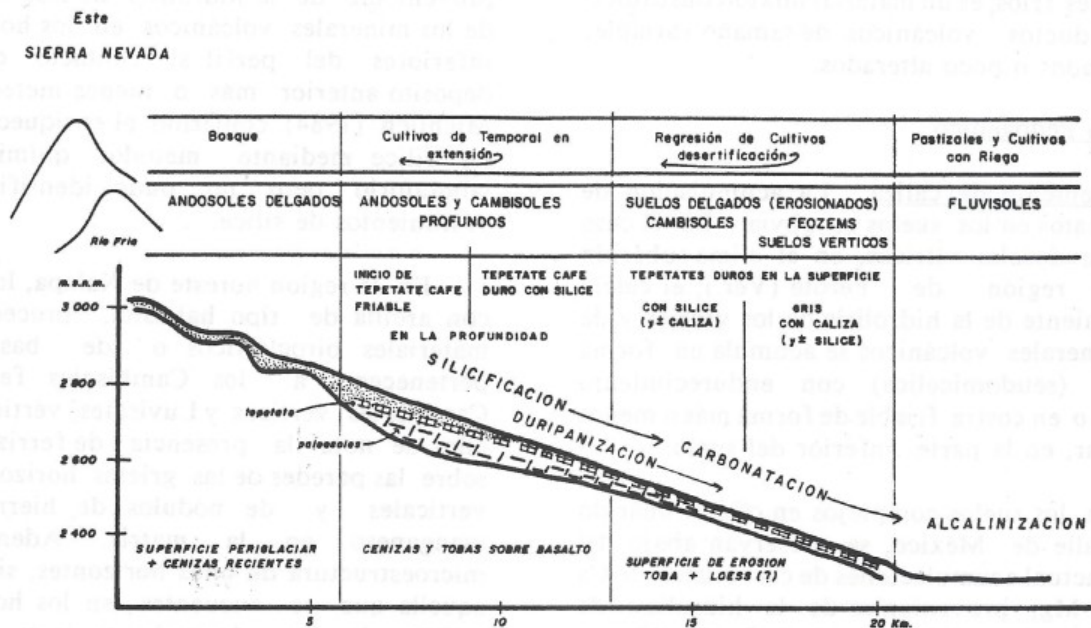 Este
SIERRA NEVADA
Río Frío
Bosque
Cultivos de Temporal en
extensión
Regresión de Cultivos
desertificación
Pastizales y Cultivos
con Riego
ANDOSOLES DELGADOS
ANDOSOLES y CAMBISOLES
PROFUNDOS
SUELOS DELGADOS (EROSIONADOS)
CAMBISOLES
FEOZEMS
SUELOS VERTICOS
FLUVISOLES
INICIO DE
TEPETATE CAFE
FRIABLE
EN PROFUNDIDAD
TEPETATE CAFE
DURO CON SILICE
TEPETATES DUROS EN LA SUPERFICIE
CON SILICE
(y ± CALIZA)
GRIS
CON CALIZA
(y ± SILICE)
3 000
2 800
2 400
SILICIFICACION
DURIPANIZACION
CARBONATACION
ALCALINIZACION
tepetate
SUPERFICIE PERIGLACIAR
+ CENIZAS RECIENTES
CENIZAS Y TOBAS SOBRE BASALTO
SUPERFICIE DE EROSION
TOBA + LOESS (?)
5
10
15
20 Km.